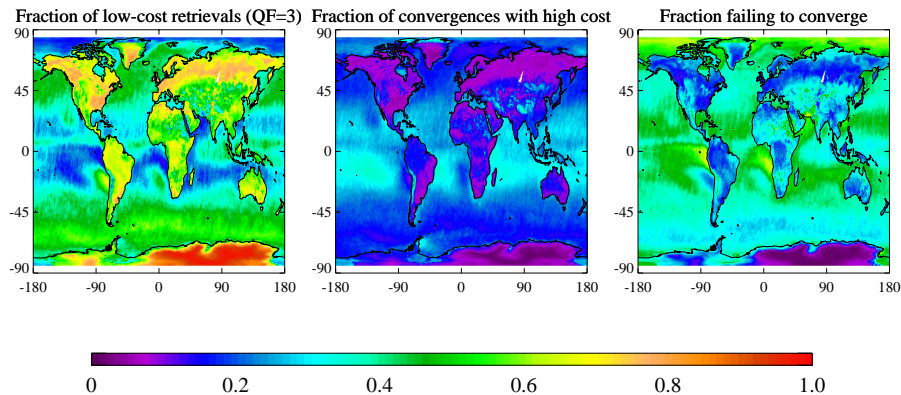 Fraction of low-cost retrievals (QF=3) Fraction of convergences with high cost Fraction failing to converge
90 90 90
45 45 45
0 0 0
-45 -45 -45
-90 -90 -90
-180 -90 0 90 180 -180 -90 0 90 180 -180 -90 0 90 180
0 0.2 0.4 0.6 0.8 1.0